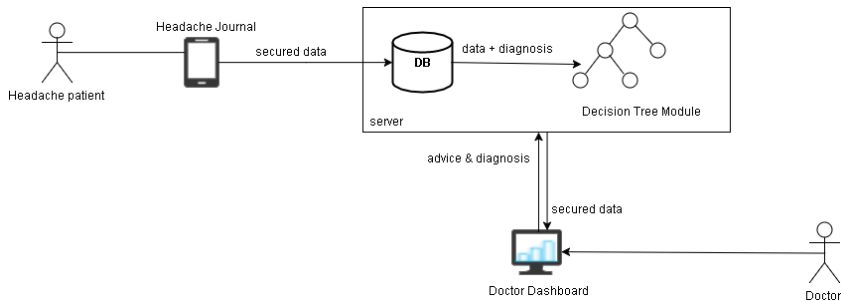 Headache Journal
secured data
DB
data + diagnosis
Headache patient
Decision Tree Module
server
advice & diagnosis
secured data
Doctor Dashboard
Doctor